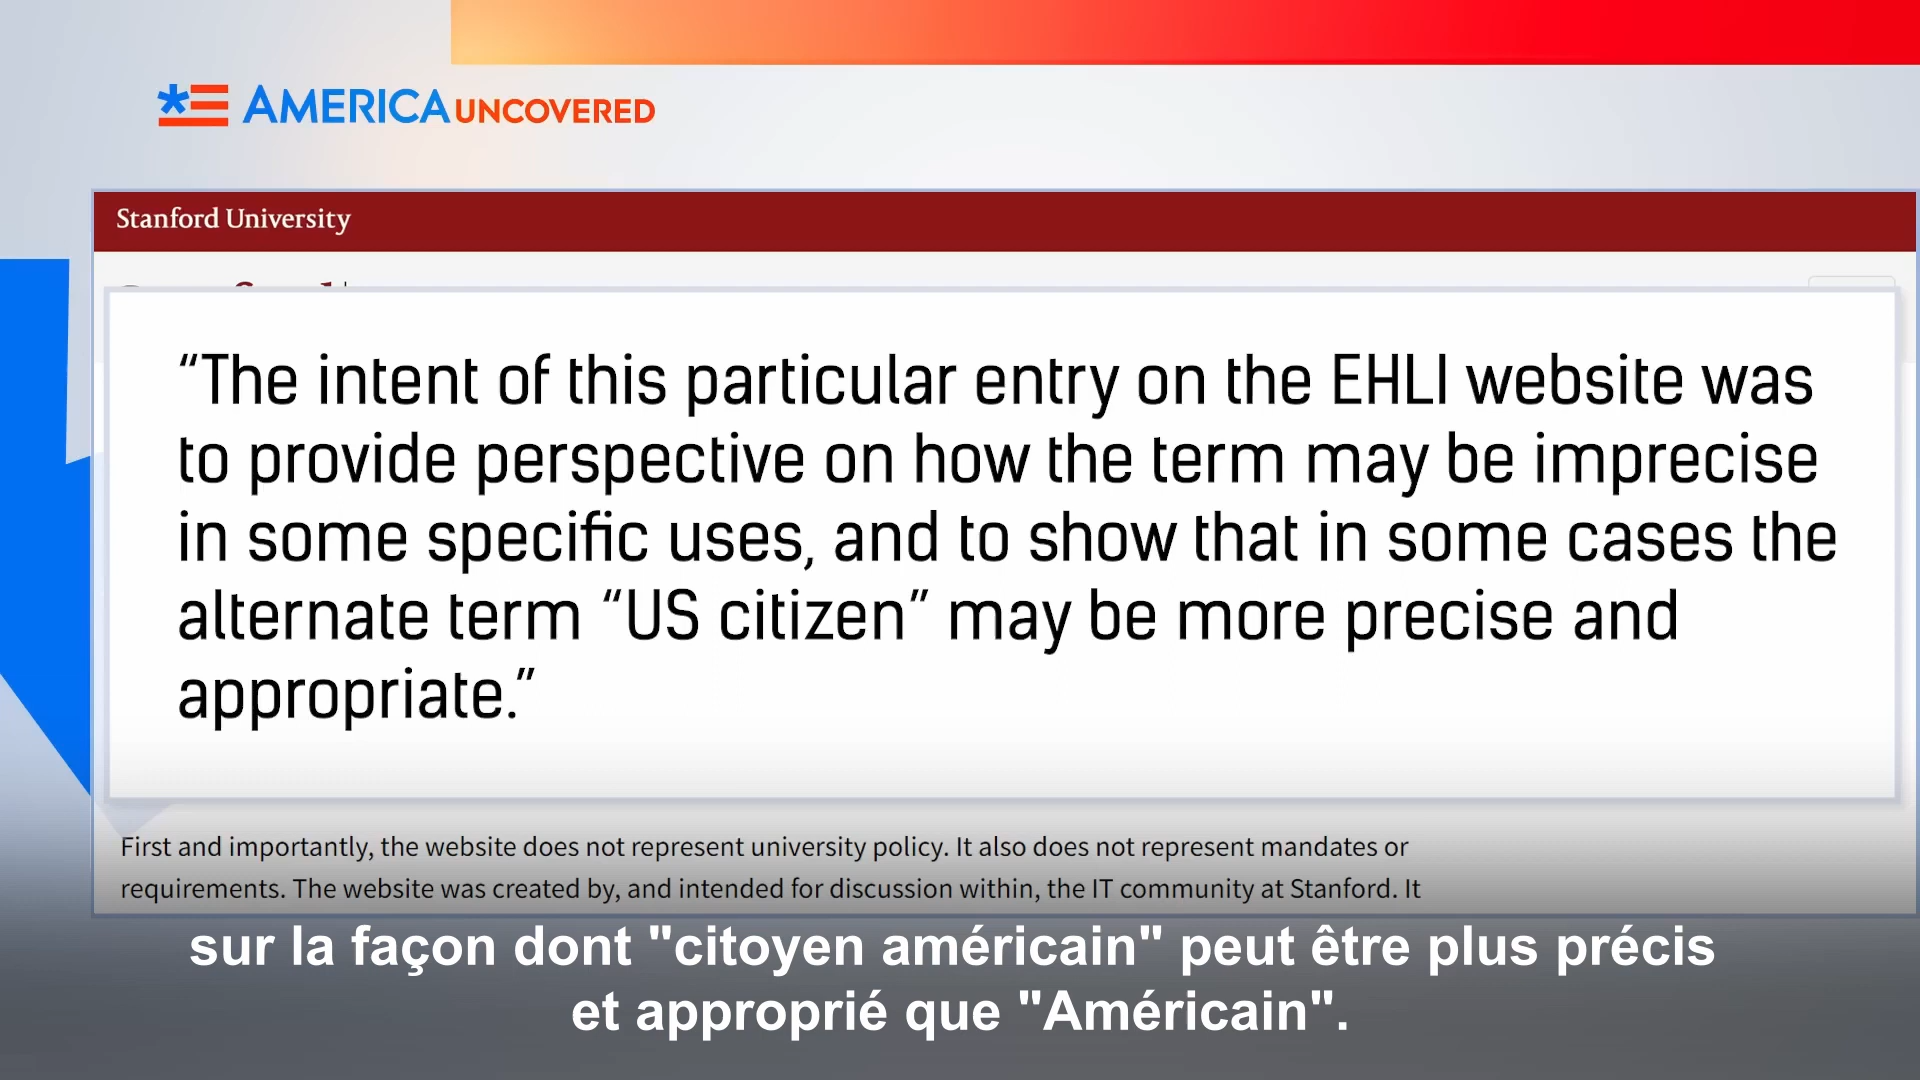 AMERICA UNCOVERED
Stanford University
“The intent of this particular entry on the EHLI website was
to provide perspective on how the term may be imprecise
in some specific uses, and to show that in some cases the
alternate term “US citizen” may be more precise and
appropriate.”
First and importantly, the website does not represent university policy. It also does not represent mandates or
requirements. The website was created by, and intended for discussion within, the IT community at Stanford. It
sur la façon dont "citoyen américain" peut être plus précis
et approprié que "Américain".